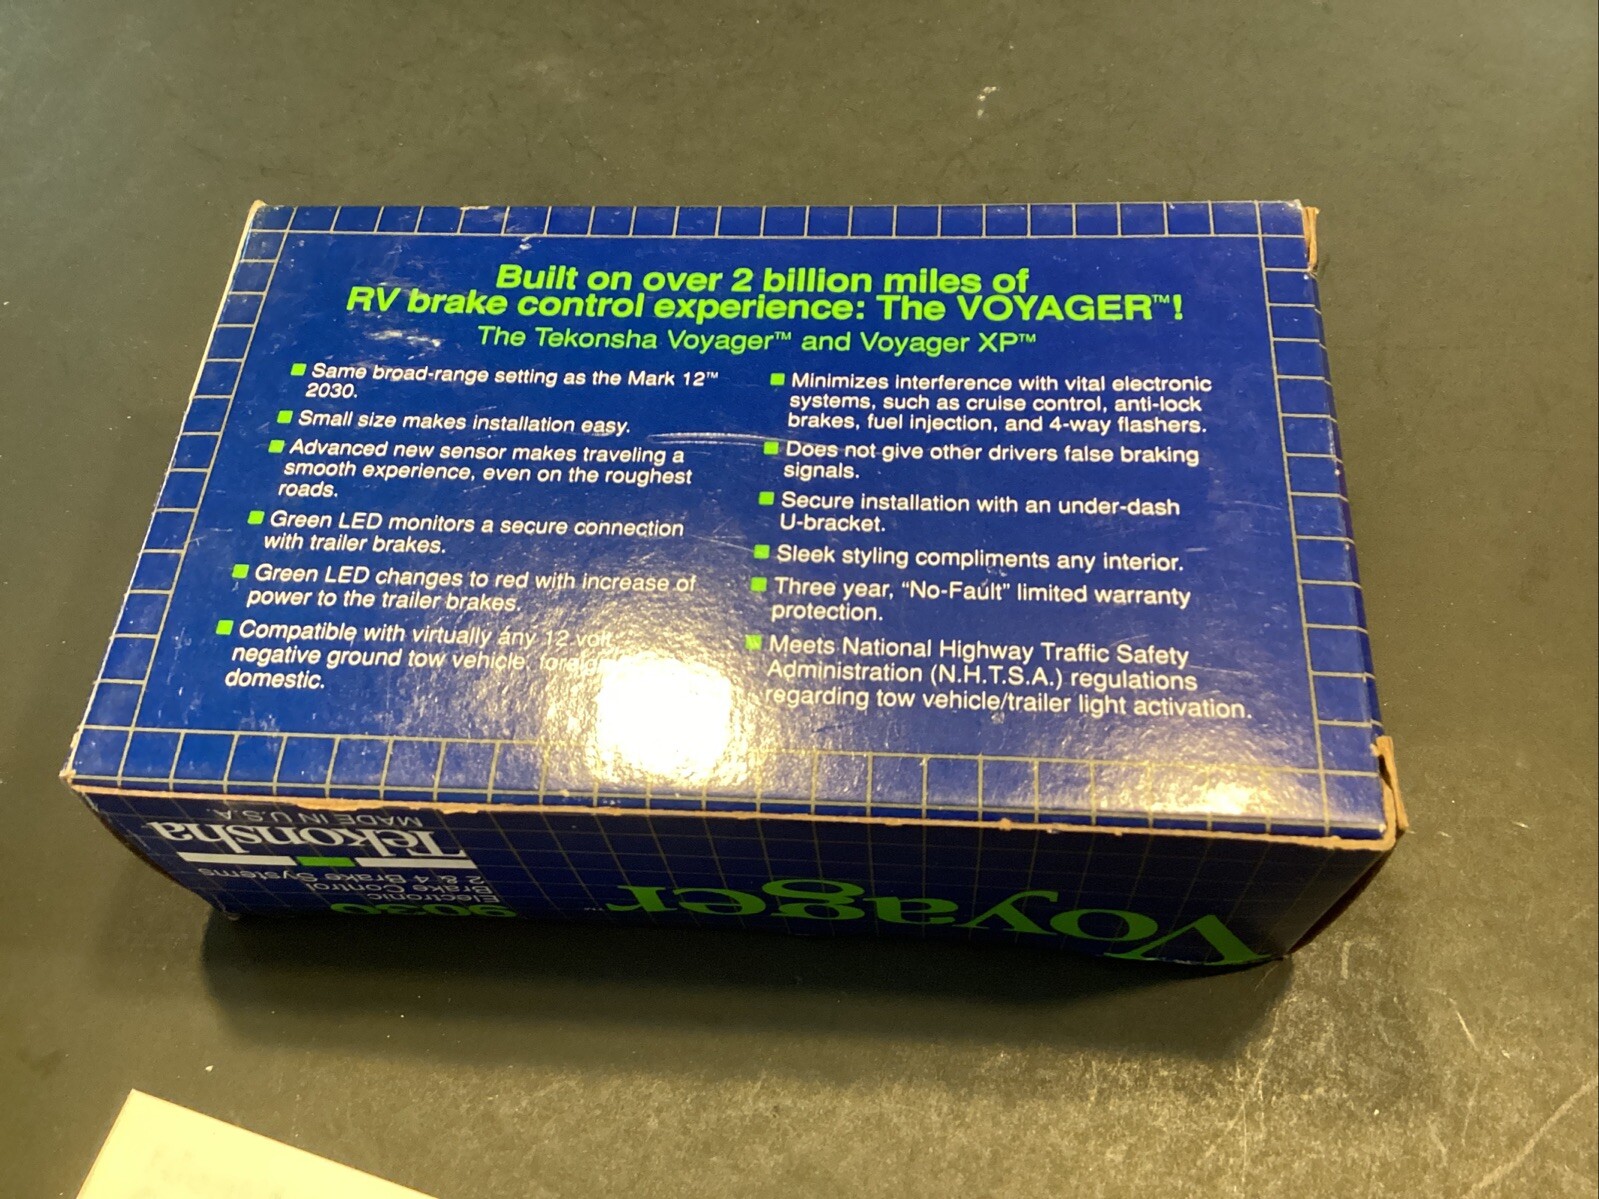 Built on over 2 billion miles of
RV brake control experience: The VOYAGER™!
The Tekonsha Voyager™ and Voyager XP™
Same broad-range setting as the Mark 12™
2030.
Small size makes installation easy.
Advanced new sensor makes traveling a
smooth experience, even on the roughest
roads.
Green LED monitors a secure connection
with trailer brakes.
Green LED changes to red with increase of
power to the trailer brakes.
Compatible with virtually any 12 volt
negative ground tow vehicle, foreign
domestic.
Minimizes interference with vital electronic
systems, such as cruise control, anti-lock
brakes, fuel injection, and 4-way flashers.
Does not give other drivers false braking
signals.
Secure installation with an under-dash
U-bracket.
Sleek styling compliments any interior.
Three year, “No-Fault” limited warranty
protection.
Meets National Highway Traffic Safety
Administration (N.H.T.S.A.) regulations
regarding tow vehicle/trailer light activation.
Voyager™
9030
Electronic
Brake Control
2 & 4 Brake Systems
Tekonsha
MADE IN U.S.A.